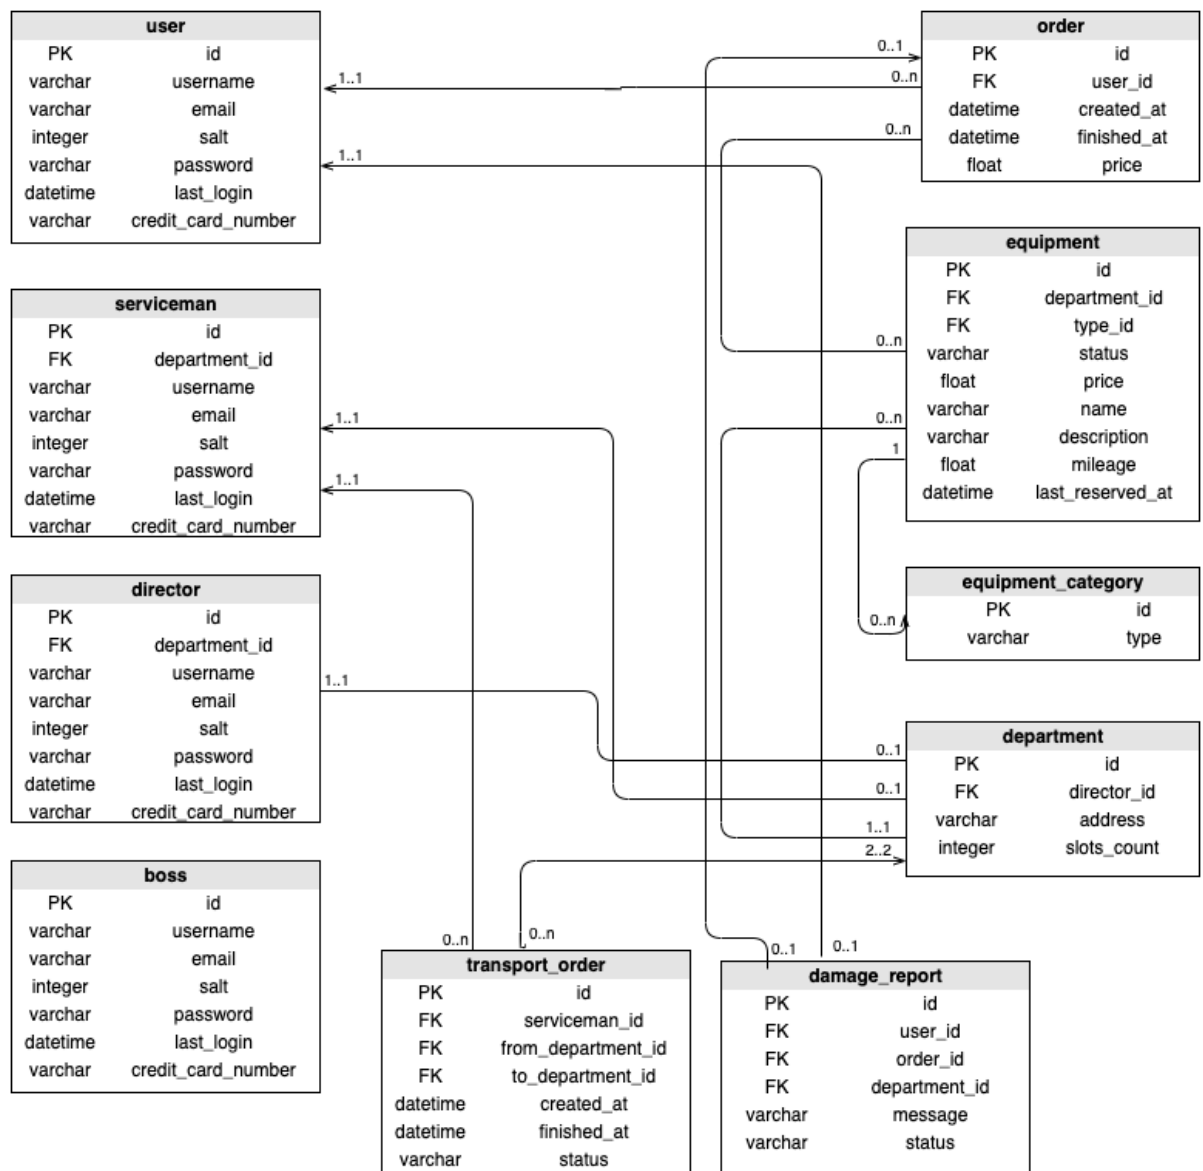 user
PK id
varchar username
varchar email
integer salt
varchar password
datetime last_login
varchar credit_card_number
1..1
1..1
0..1
0..n
0..n
order
PK id
FK user_id
datetime created_at
datetime finished_at
float price
equipment
PK id
FK department_id
FK type_id
varchar status
float price
varchar name
varchar description
float mileage
datetime last_reserved_at
0..n
0..n
1
serviceman
PK id
FK department_id
varchar username
varchar email
integer salt
varchar password
datetime last_login
varchar credit_card_number
1..1
1..1
equipment_category
PK id
varchar type
0..n
director
PK id
FK department_id
varchar username
varchar email
integer salt
varchar password
datetime last_login
varchar credit_card_number
1..1
department
PK id
FK director_id
varchar address
integer slots_count
0..1
0..1
1..1
2..2
boss
PK id
varchar username
varchar email
integer salt
varchar password
datetime last_login
varchar credit_card_number
0..n
0..n
transport_order
PK id
FK serviceman_id
FK from_department_id
FK to_department_id
datetime created_at
datetime finished_at
varchar status
0..1
0..1
damage_report
PK id
FK user_id
FK order_id
FK department_id
varchar message
varchar status